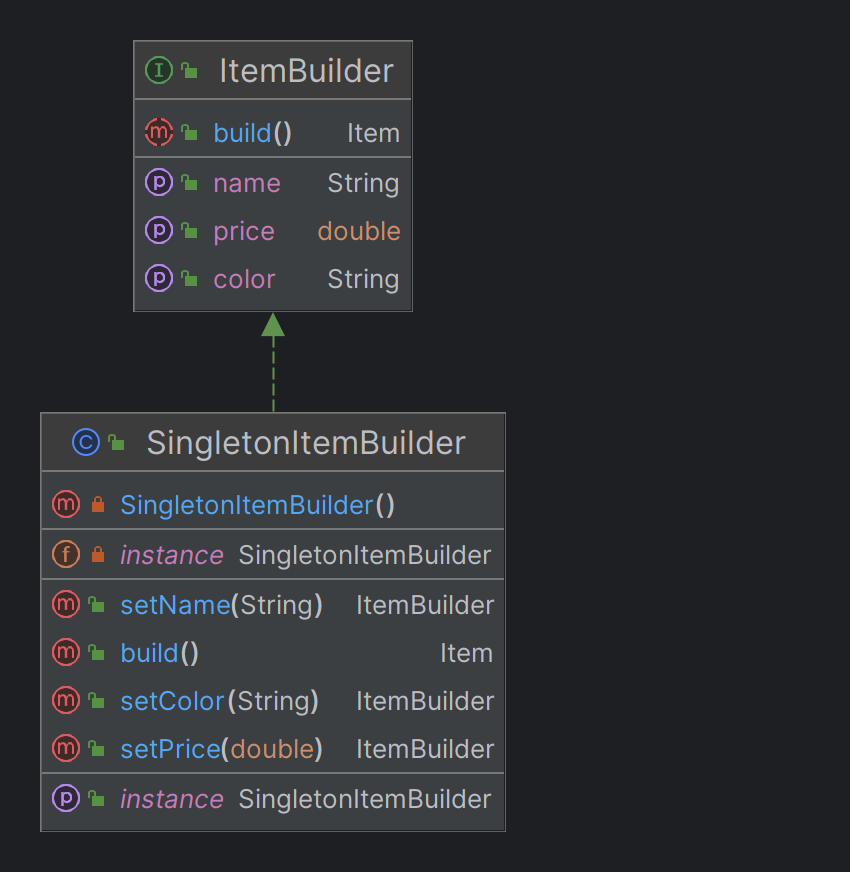 I ItemBuilder
m build() Item
p name String
p price double
p color String
C SingletonItemBuilder
m SingletonItemBuilder()
f instance SingletonItemBuilder
m setName(String) ItemBuilder
m build() Item
m setColor(String) ItemBuilder
m setPrice(double) ItemBuilder
p instance SingletonItemBuilder